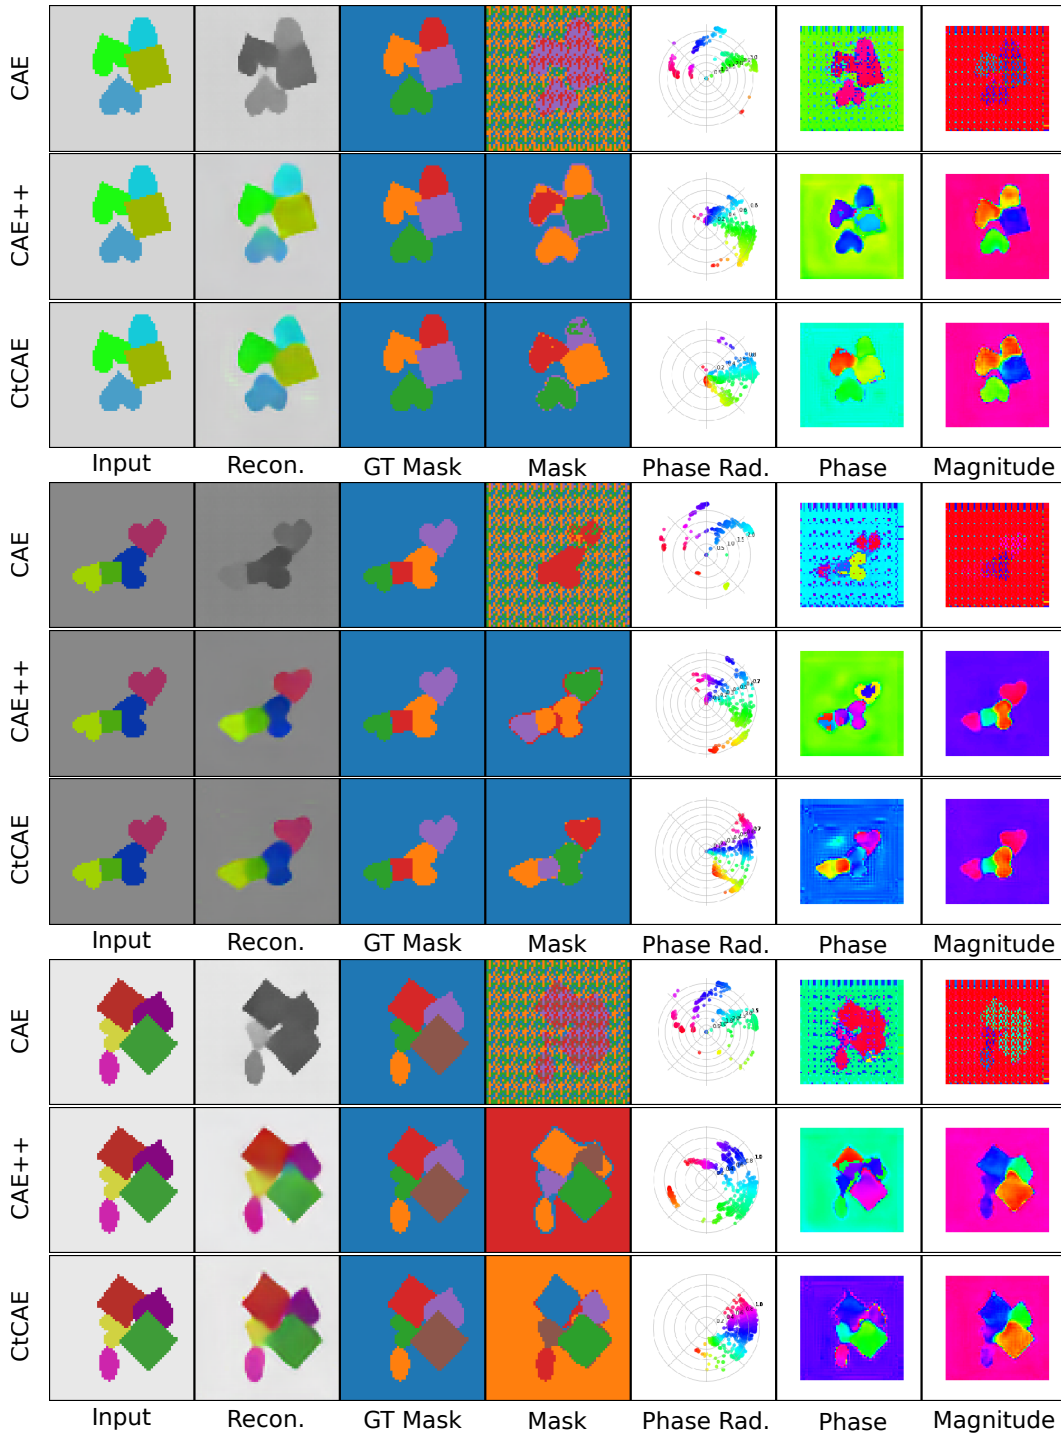 CAE
CAE++
CtCAE
Input Recon. GT Mask Mask Phase Rad. Phase Magnitude
CAE
CAE++
CtCAE
Input Recon. GT Mask Mask Phase Rad. Phase Magnitude
CAE
CAE++
CtCAE
Input Recon. GT Mask Mask Phase Rad. Phase Magnitude